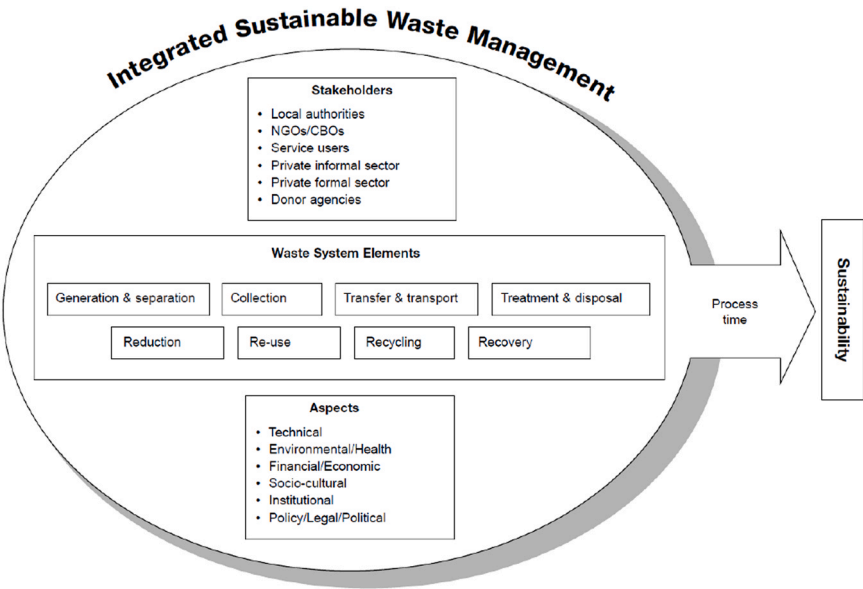 Integrated Sustainable Waste Management
Stakeholders
• Local authorities
• NGOs/CBOs
• Service users
• Private informal sector
• Private formal sector
• Donor agencies
Waste System Elements
Generation & separation
Collection
Transfer & transport
Treatment & disposal
Reduction
Re-use
Recycling
Recovery
Aspects
• Technical
• Environmental/Health
• Financial/Economic
• Socio-cultural
• Institutional
• Policy/Legal/Political
Process
time
Sustainability